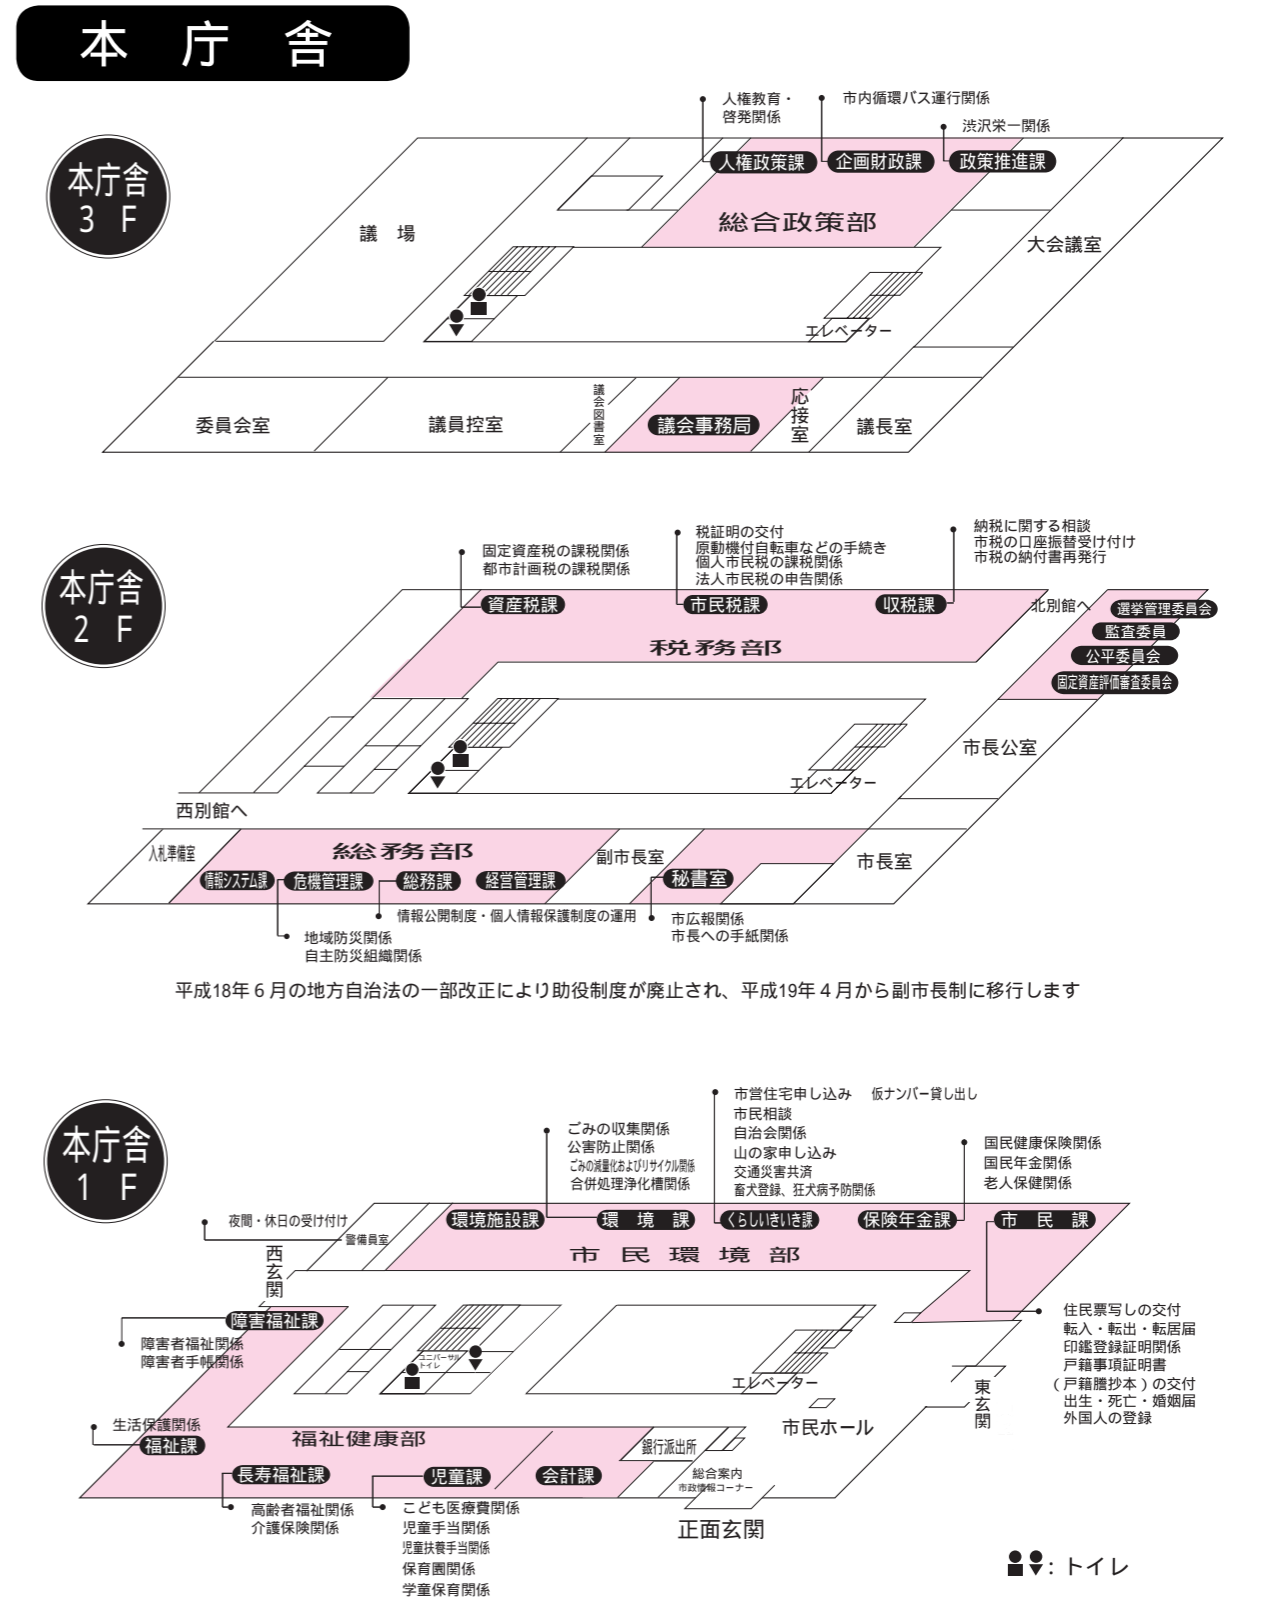 本庁舎
本庁舎
3 F
人権教育・
啓発関係
市内循環バス運行関係
渋沢栄一関係
人権政策課
企画財政課
政策推進課
総合政策部
議 場
大会議室
エレベーター
委員会室
議員控室
議会図書室
議会事務局
応接室
議長室
本庁舎
2 F
固定資産税の課税関係
都市計画税の課税関係
税証明の交付
原動機付自転車などの手続き
個人市民税の課税関係
法人市民税の申告関係
納税に関する相談
市税の口座振替受け付け
市税の納付書再発行
資産税課
市民税課
収税課
税務部
北別館へ
選挙管理委員会
監査委員
公平委員会
固定資産評価審査委員会
市長公室
エレベーター
西別館へ
入札準備室
総務部
情報システム課
危機管理課
総務課
経営管理課
副市長室
秘書室
市長室
情報公開制度・個人情報保護制度の運用
地域防災関係
自主防災組織関係
市広報関係
市長への手紙関係
平成18年6月の地方自治法の一部改正により助役制度が廃止され、平成19年4月から副市長制に移行します
本庁舎
1 F
ごみの収集関係
公害防止関係
ごみの減量化およびリサイクル関係
合併処理浄化槽関係
市営住宅申し込み 仮ナンバー貸し出し
市民相談
自治会関係
山の家申し込み
交通災害共済
畜犬登録、狂犬病予防関係
国民健康保険関係
国民年金関係
老人保健関係
夜間・休日の受け付け
警備員室
西玄関
環境施設課
環 境 課
くらしいきいき課
保険年金課
市 民 課
市民環境部
障害福祉課
障害者福祉関係
障害者手帳関係
ユニバーサル
トイレ
エレベーター
住民票写しの交付
転入・転出・転居届
印鑑登録証明関係
戸籍事項証明書
(戸籍謄抄本)の交付
出生・死亡・婚姻届
外国人の登録
東玄関
市民ホール
生活保護関係
福祉課
福祉健康部
長寿福祉課
児童課
会計課
銀行派出所
総合案内
市政情報コーナー
高齢者福祉関係
介護保険関係
こども医療費関係
児童手当関係
児童扶養手当関係
保育園関係
学童保育関係
正面玄関
:トイレ